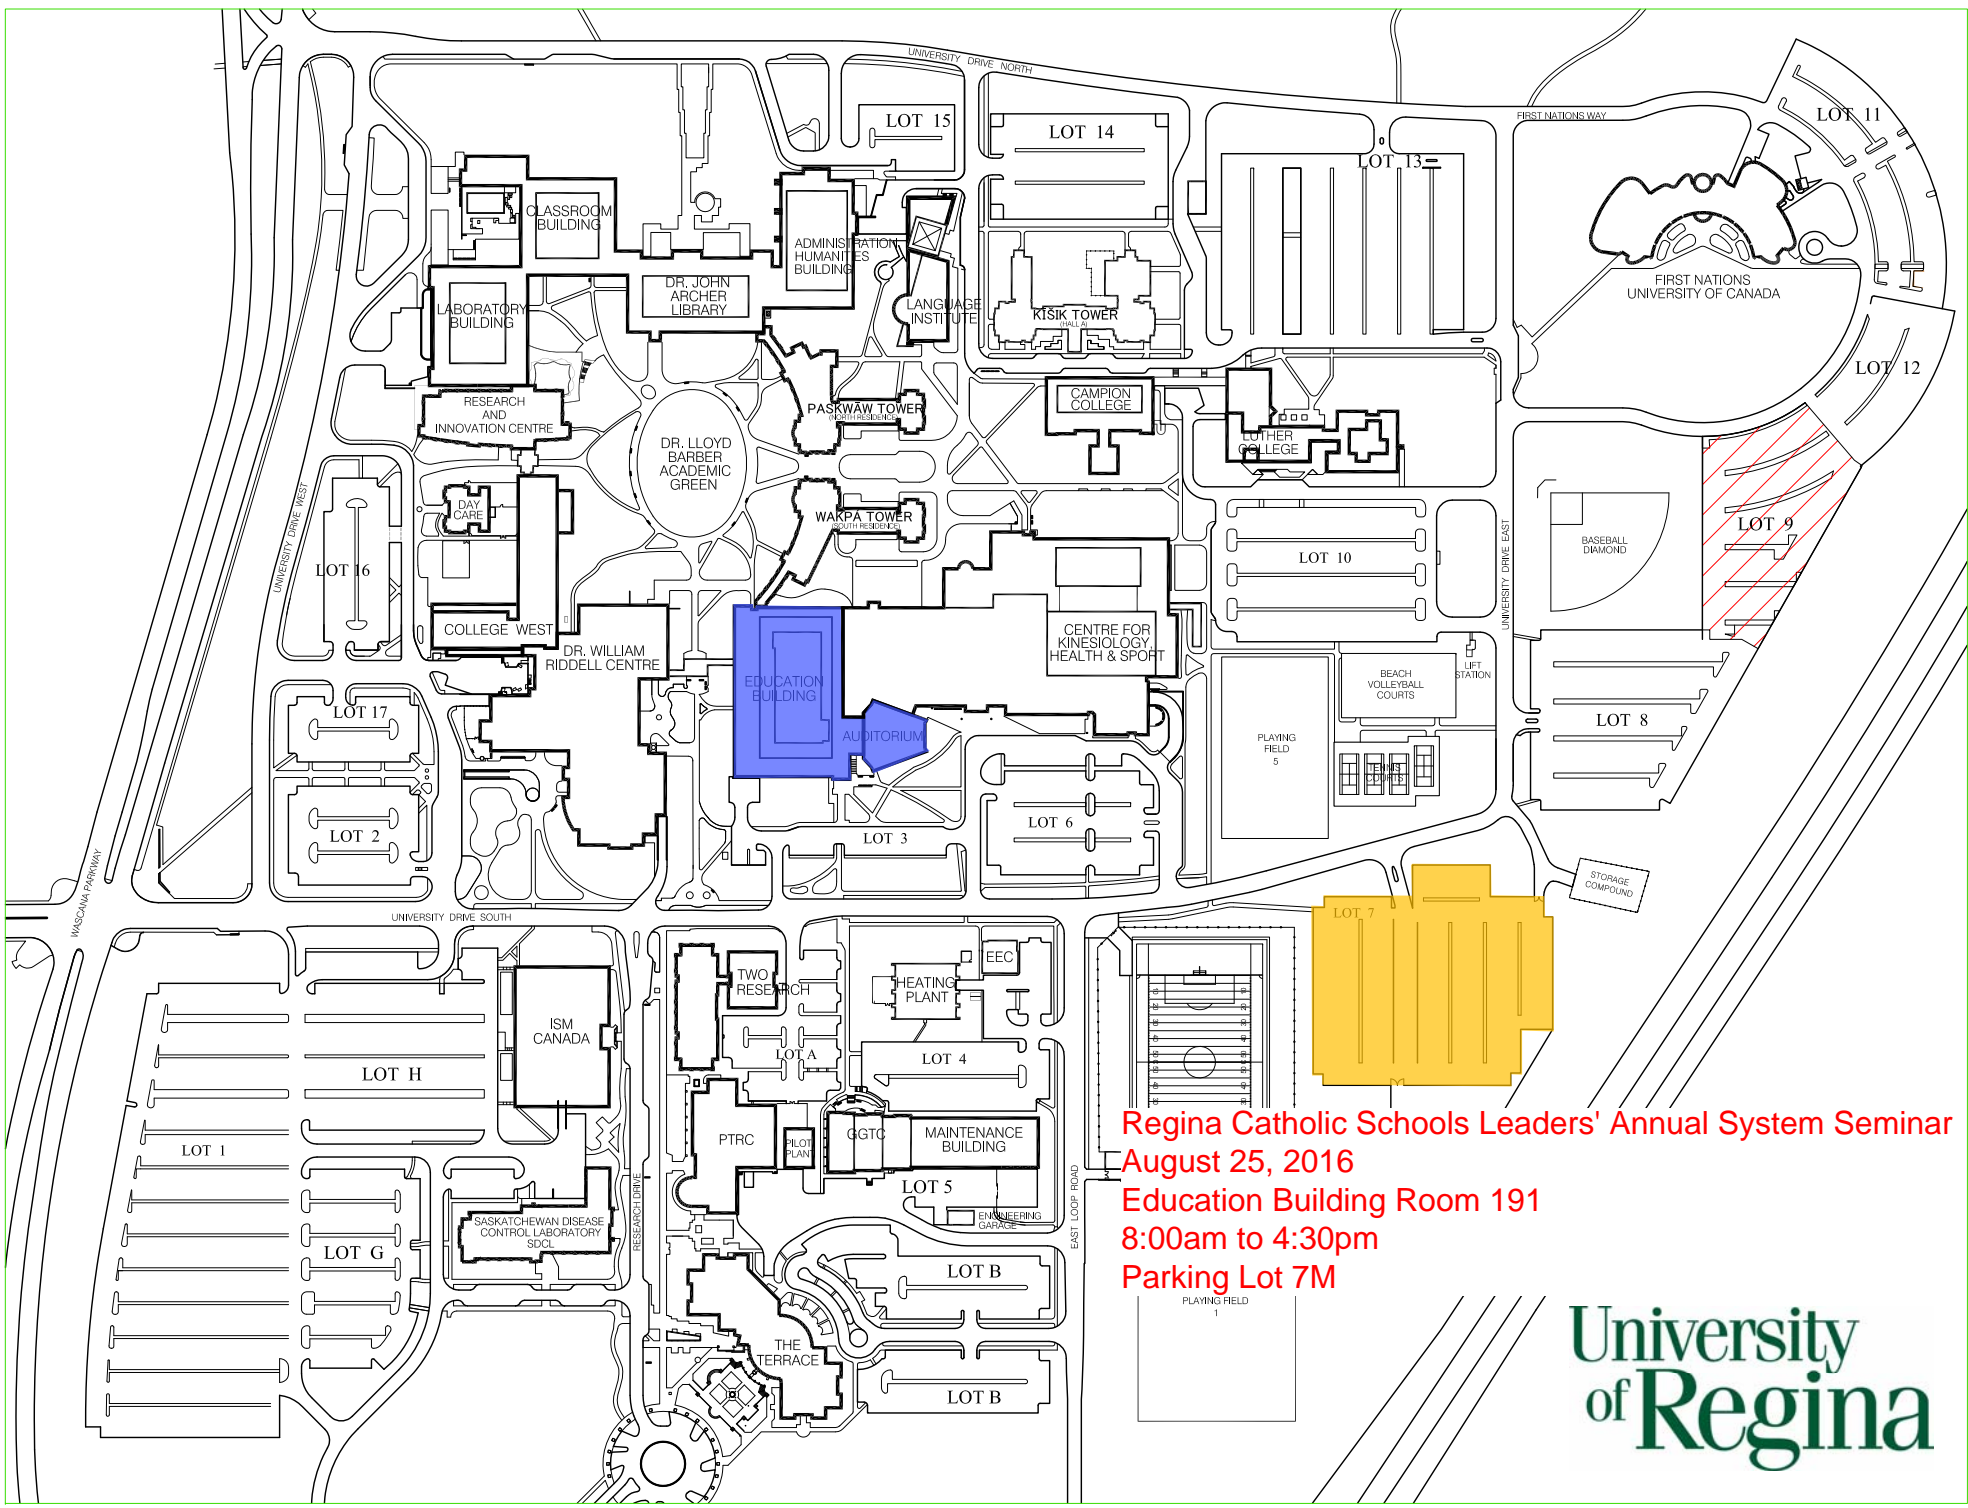 UNIVERSITY DRIVE NORTH
FIRST NATIONS WAY
LOT 11
LOT 15
LOT 14
LOT 13
CLASSROOM
BUILDING
ADMINISTRATION
HUMANITIES
BUILDING
DR. JOHN
ARCHER
LIBRARY
LABORATORY
BUILDING
LANGUAGE
INSTITUTE
KĪSIK TOWER
(HALL A)
FIRST NATIONS
UNIVERSITY OF CANADA
LOT 12
RESEARCH
AND
INNOVATION CENTRE
PASKWĀW TOWER
(NORTH RESIDENCE)
CAMPION
COLLEGE
LUTHER
COLLEGE
DR. LLOYD
BARBER
ACADEMIC
GREEN
DAY
CARE
WAKPÁ TOWER
(SOUTH RESIDENCE)
UNIVERSITY DRIVE WEST
LOT 16
LOT 10
UNIVERSITY DRIVE EAST
BASEBALL
DIAMOND
LOT 9
COLLEGE WEST
DR. WILLIAM
RIDDELL CENTRE
EDUCATION
BUILDING
AUDITORIUM
CENTRE FOR
KINESIOLOGY,
HEALTH & SPORT
BEACH
VOLLEYBALL
COURTS
LIFT
STATION
LOT 8
LOT 17
PLAYING
FIELD
5
TENNIS
COURTS
LOT 2
LOT 3
LOT 6
WASCANA PARKWAY
STORAGE
COMPOUND
UNIVERSITY DRIVE SOUTH
LOT 7
TWO
RESEARCH
HEATING
PLANT
EEC
ISM
CANADA
LOT A
LOT 4
LOT H
LOT 1
PTRC
PILOT
PLANT
GGTC
MAINTENANCE
BUILDING
LOT 5
ENGINEERING
GARAGE
EAST LOOP ROAD
RESEARCH DRIVE
SASKATCHEWAN DISEASE
CONTROL LABORATORY
SDCL
LOT G
LOT B
THE
TERRACE
LOT B
Regina Catholic Schools Leaders' Annual System Seminar
August 25, 2016
Education Building Room 191
8:00am to 4:30pm
Parking Lot 7M
PLAYING FIELD
1
University
of Regina